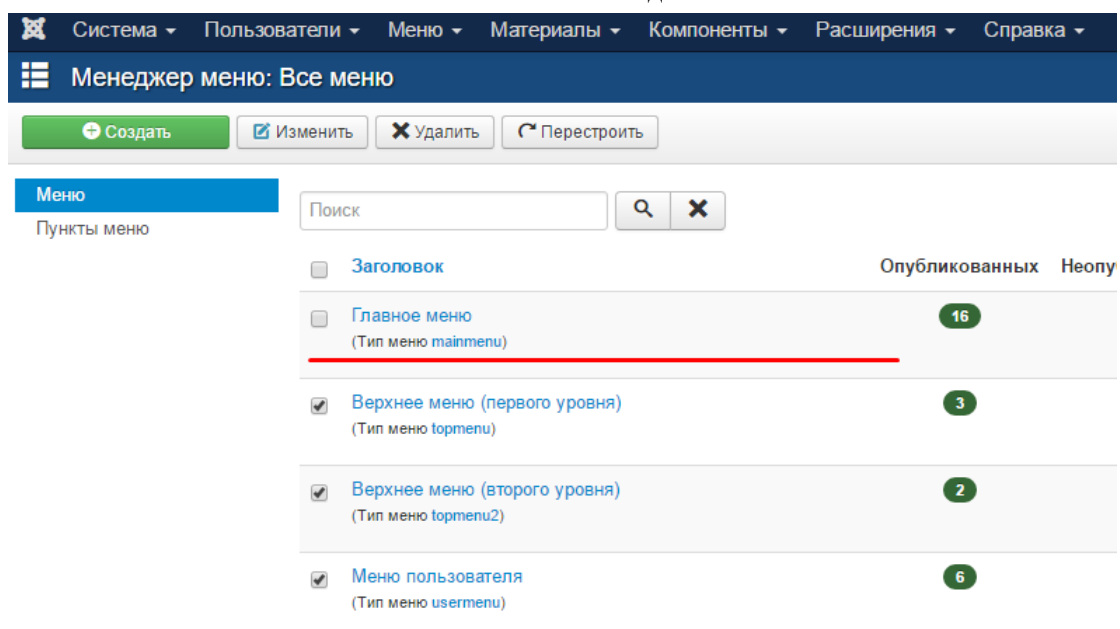 Система Пользователи Меню Материалы Компоненты Расширения Справка
Менеджер меню: Все меню
Создать Изменить Удалить Перестроить
Меню
Пункты меню
Поиск
Заголовок Опубликованных
Главное меню 16
(Тип меню mainmenu)
Верхнее меню (первого уровня) 3
(Тип меню topmenu)
Верхнее меню (второго уровня) 2
(Тип меню topmenu2)
Меню пользователя 6
(Тип меню usermenu)